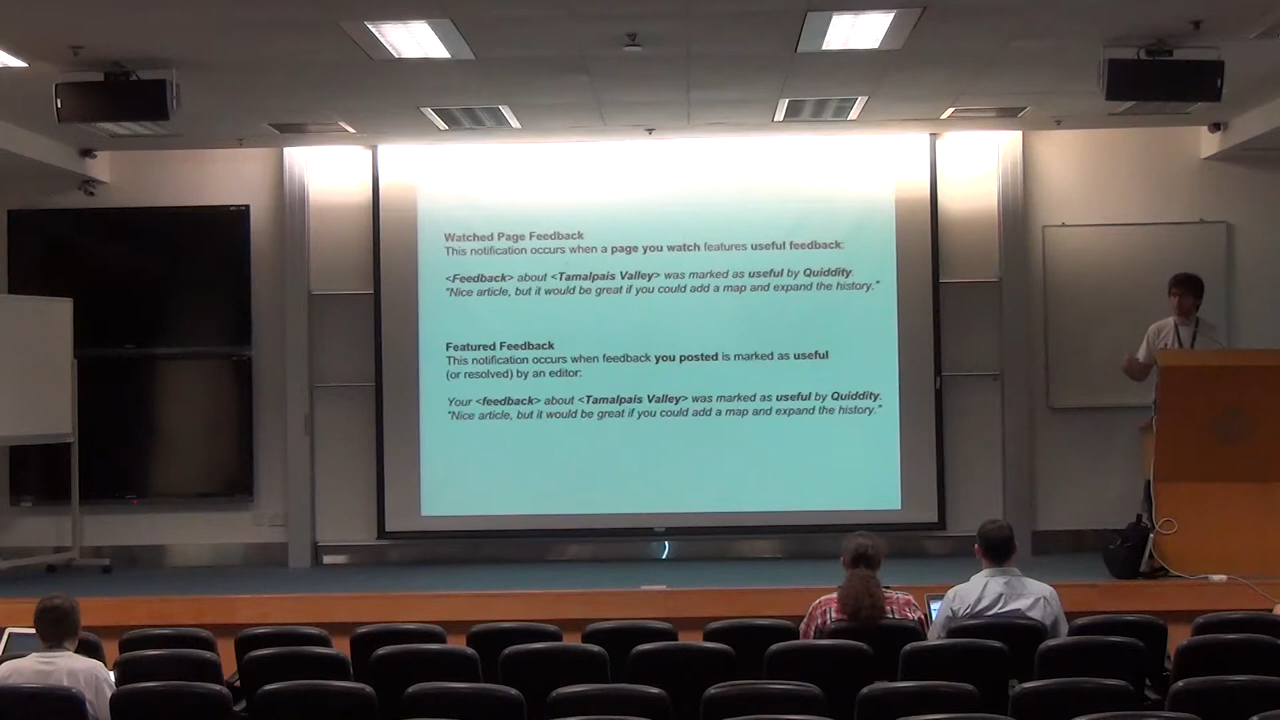 Watched Page Feedback
This notification occurs when a page you watch features useful feedback:
<Feedback> about <Tamalpais Valley> was marked as useful by Quiddity.
"Nice article, but it would be great if you could add a map and expand the history."
Featured Feedback
This notification occurs when feedback you posted is marked as useful
(or resolved) by an editor:
Your <feedback> about <Tamalpais Valley> was marked as useful by Quiddity.
"Nice article, but it would be great if you could add a map and expand the history."